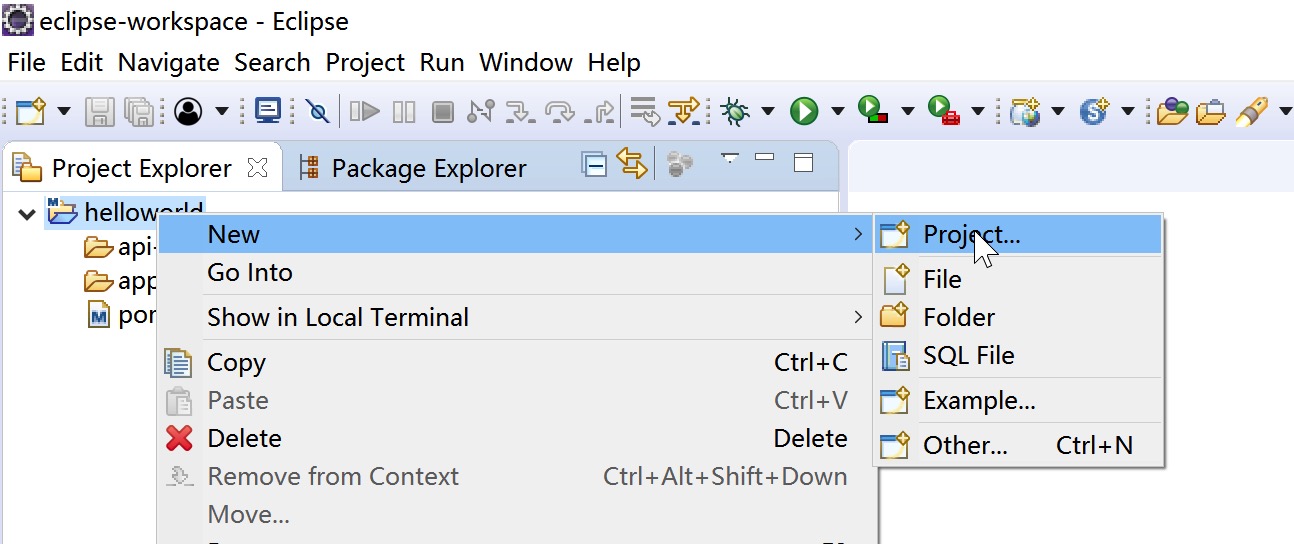 eclipse-workspace - Eclipse
File Edit Navigate Search Project Run Window Help
Project Explorer Package Explorer
helloworld
New Project...
Go Into
File
Show in Local Terminal Folder
SQL File
Copy Ctrl+C
Paste Ctrl+V Example...
Delete Delete Other... Ctrl+N
Remove from Context Ctrl+Alt+Shift+Down
Move...
api-
app
por